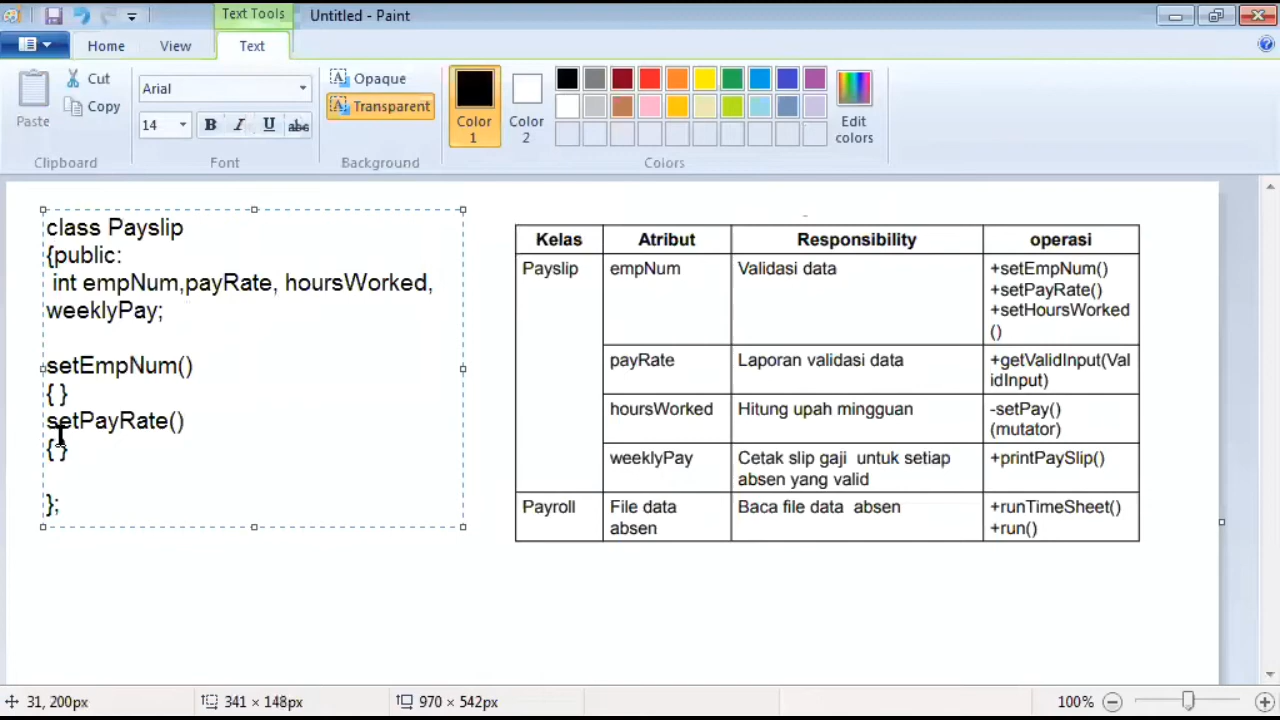 Text Tools
Untitled - Paint
Home
View
Text
Paste
Cut
Copy
Clipboard
Arial
14
B I U abc
Font
A Opaque
A Transparent
Background
Color
1
Color
2
Edit
colors
Colors
class Payslip
{public:
int empNum,payRate, hoursWorked,
weeklyPay;
setEmpNum()
{ }
setPayRate()
{ }
};
Kelas Atribut Responsibility operasi
Payslip empNum Validasi data +setEmpNum()
+setPayRate()
+setHoursWorked
()
payRate Laporan validasi data +getValidInput(Val
idInput)
hoursWorked Hitung upah mingguan -setPay()
(mutator)
weeklyPay Cetak slip gaji untuk setiap +printPaySlip()
absen yang valid
Payroll File data Baca file data absen +runTimeSheet()
absen +run()
31, 200px
341 × 148px
970 × 542px
100%